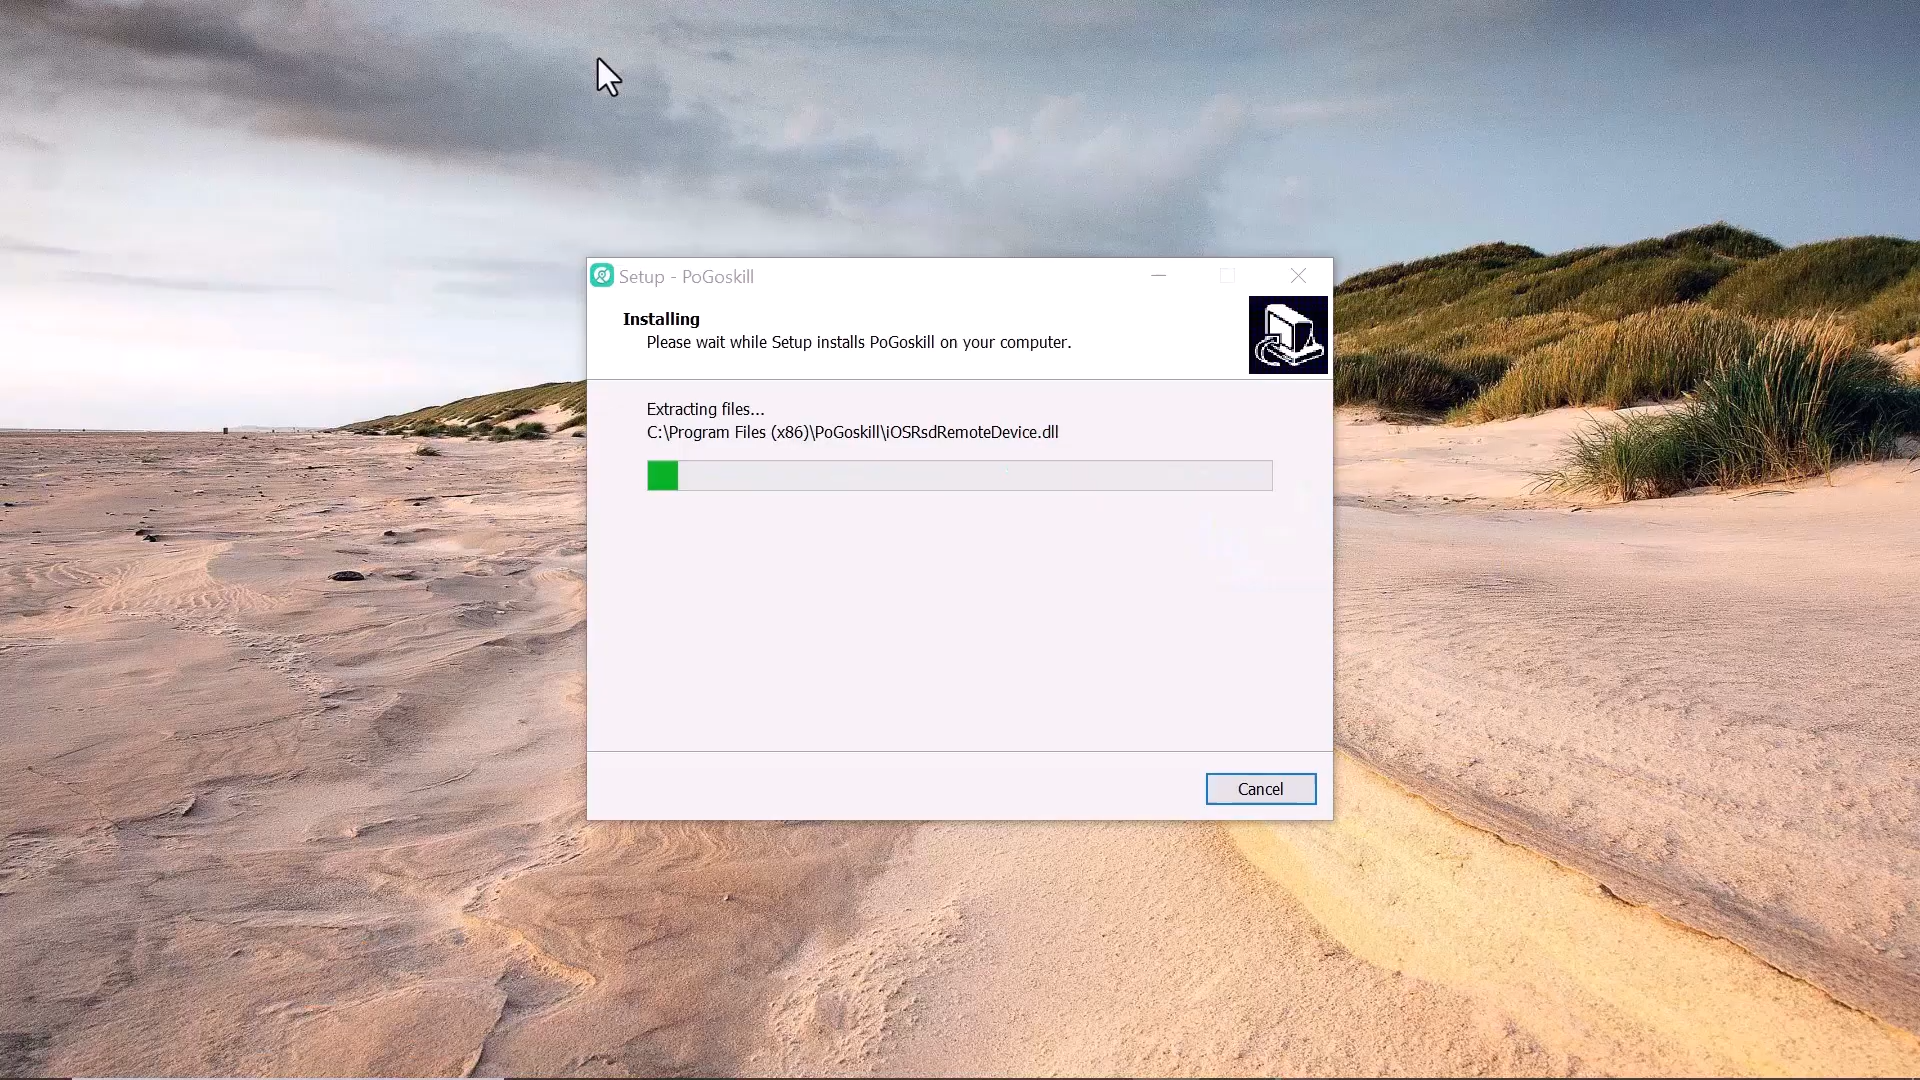 Setup - PoGoskill
Installing
Please wait while Setup installs PoGoskill on your computer.
Extracting files...
C:\Program Files (x86)\PoGoskill\iOSRsdRemoteDevice.dll
Cancel